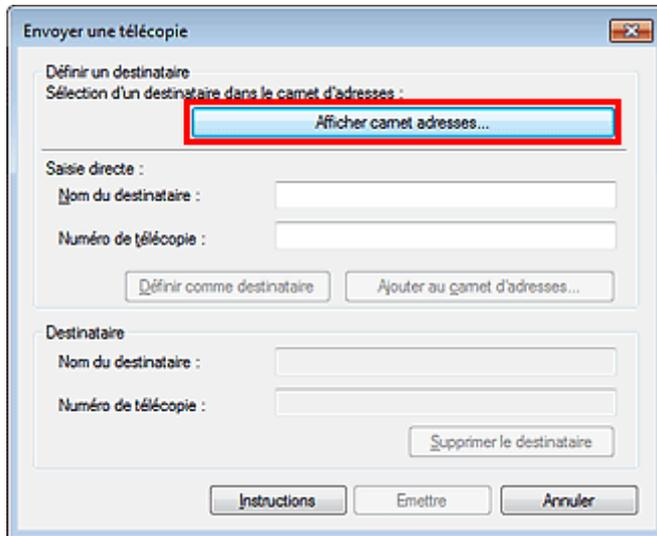 Envoyer une télécopie
Définir un destinataire
Sélection d'un destinataire dans le carnet d'adresses :
Afficher carnet adresses...
Saisie directe :
Nom du destinataire :
Numéro de télécopie :
Définir comme destinataire
Ajouter au carnet d'adresses...
Destinataire
Nom du destinataire :
Numéro de télécopie :
Supprimer le destinataire
Instructions
Emettre
Annuler